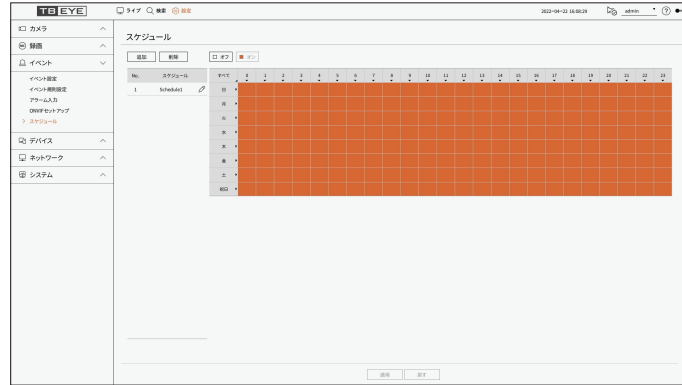 TB EYE
ライブ 検索 設定
2022-04-22 16:08:29 admin
カメラ
録画
イベント
イベント設定
イベント規則設定
アラーム入力
ONVIFセットアップ
> スケジュール
デバイス
ネットワーク
システム
スケジュール
追加 削除 オフ オン
No. スケジュール すべて 0 1 2 3 4 5 6 7 8 9 10 11 12 13 14 15 16 17 18 19 20 21 22 23
1 Schedule1 日
月
火
水
木
金
土
祝日
適用 戻す